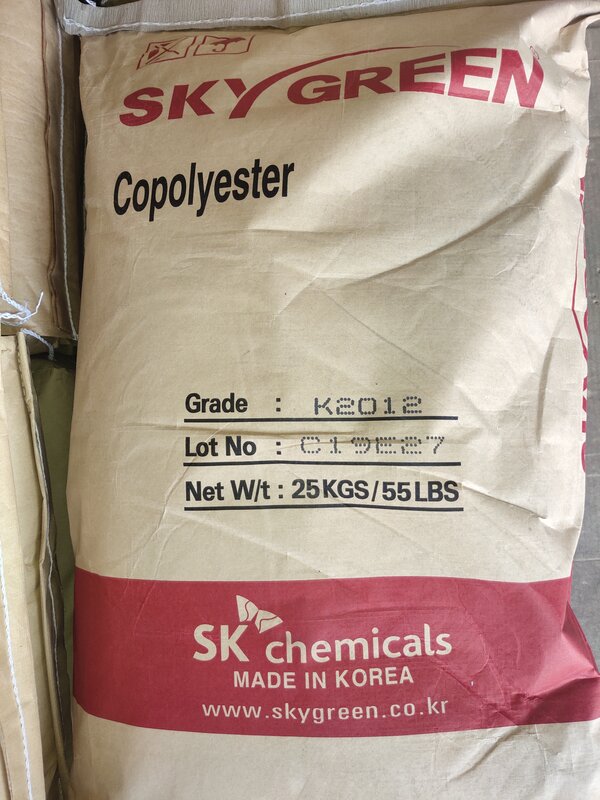 SKYGREEN
Copolyester
Grade : K2012
Lot No : C19E27
Net W/t : 25KGS/55LBS
SK chemicals
MADE IN KOREA
www.skygreen.co.kr